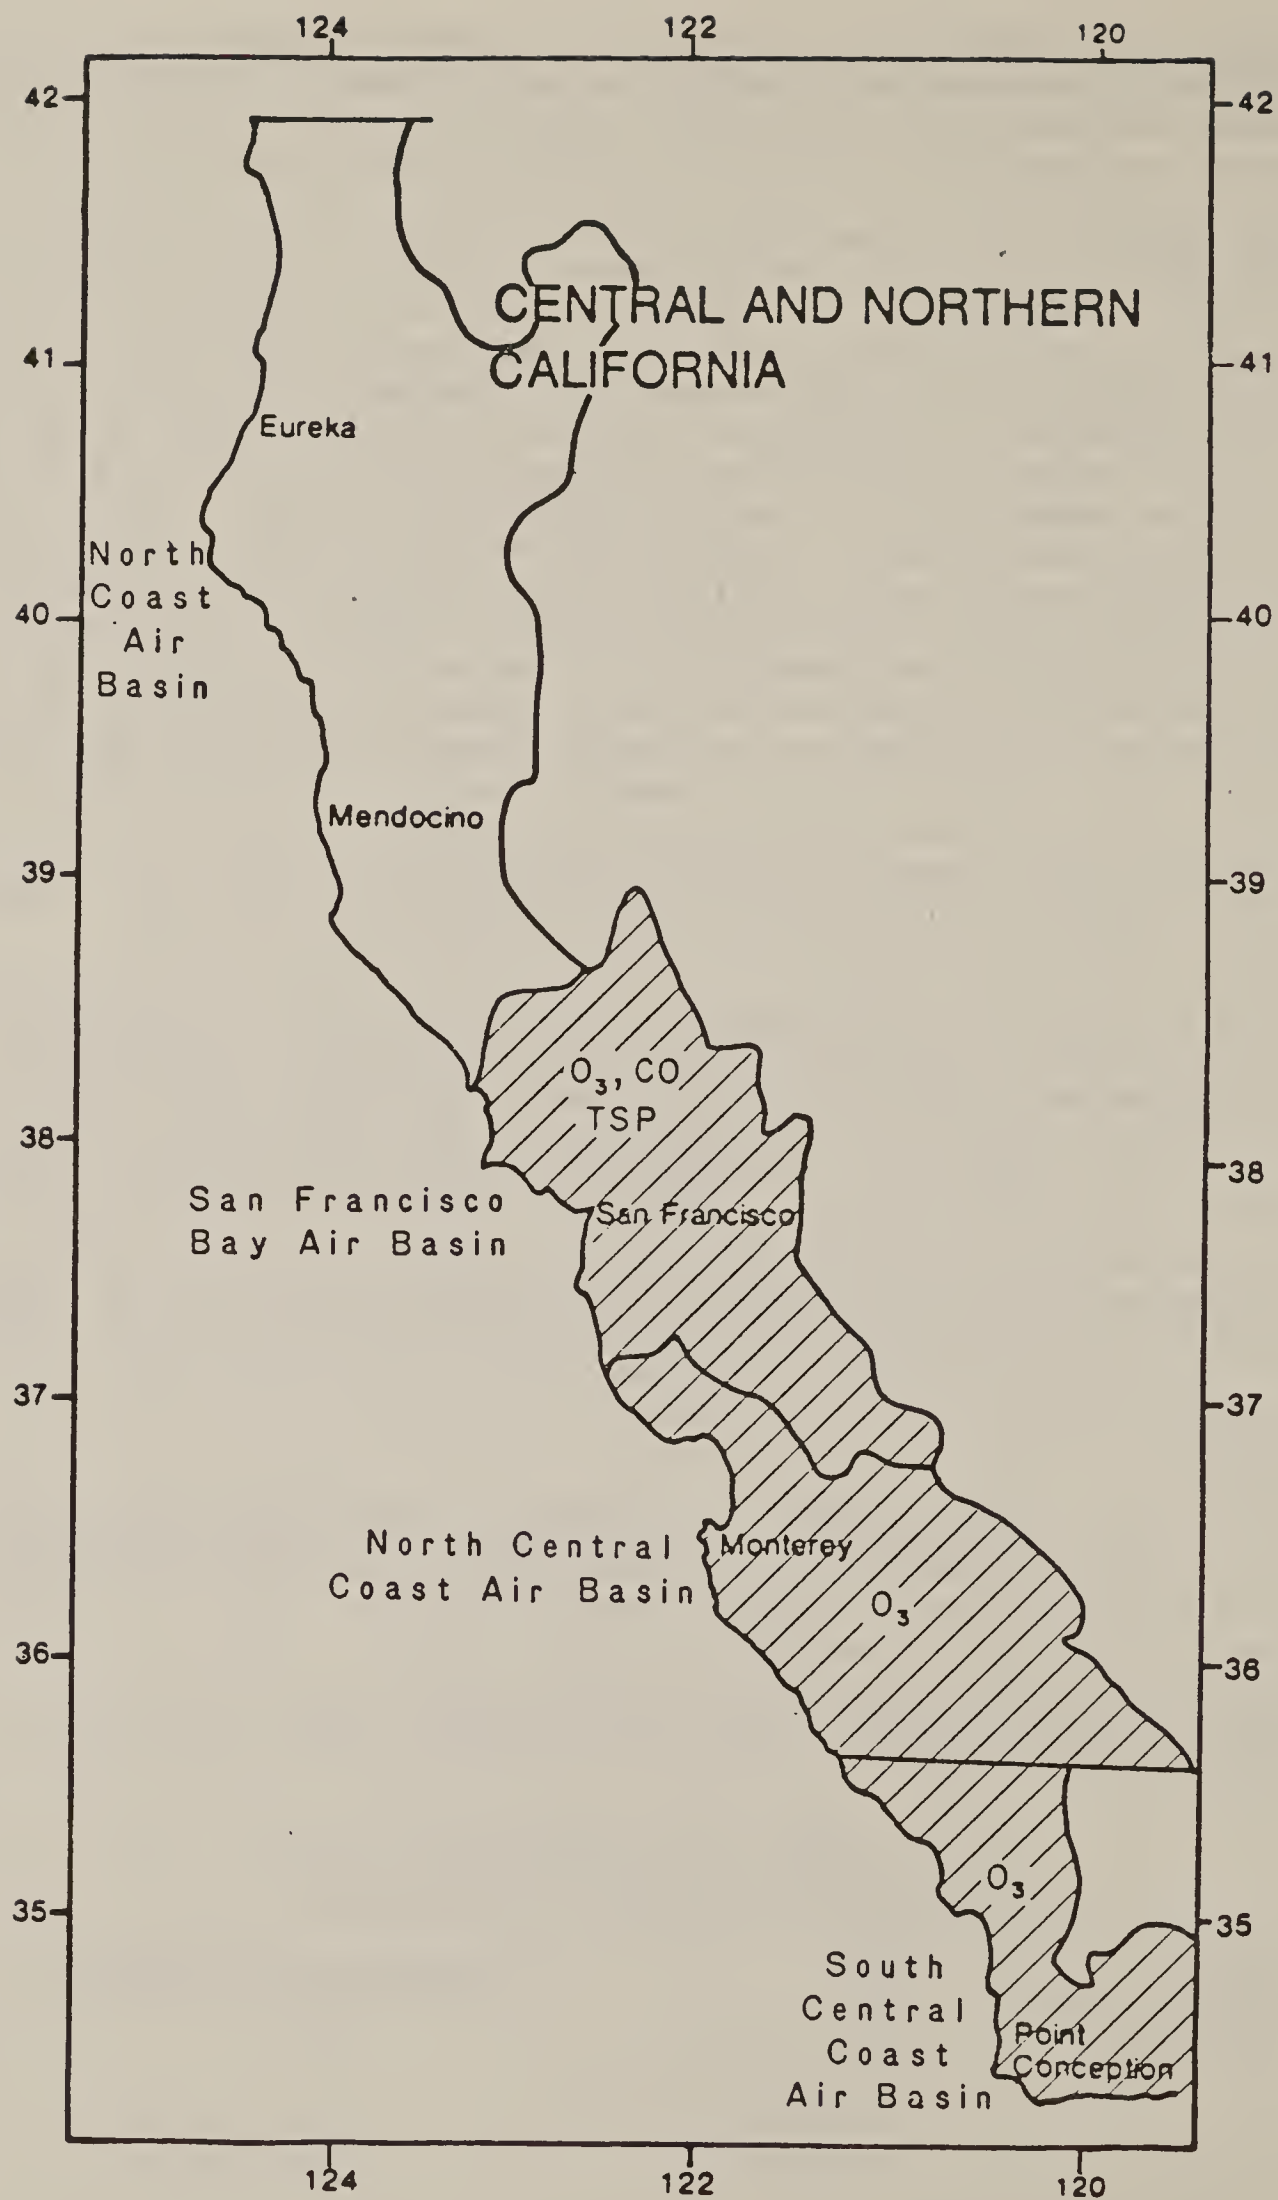 124 122 120
42 42
CENTRAL AND NORTHERN
CALIFORNIA
41 41
Eureka
North
Coast
Air
Basin
40 40
Mendocino
39 39
O₃, CO
TSP
38 38
San Francisco
Bay Air Basin
San Francisco
37 37
North Central
Coast Air Basin
Monterey
O₃
36 36
O₃
35 35
South
Central
Coast
Air Basin
Point
Conception
124 122 120